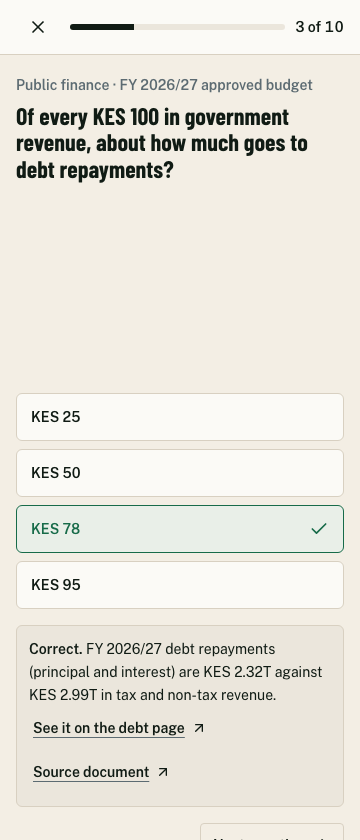 3 of 10
Public finance · FY 2026/27 approved budget
Of every KES 100 in government
revenue, about how much goes to
debt repayments?
KES 25
KES 50
KES 78
KES 95
Correct. FY 2026/27 debt repayments
(principal and interest) are KES 2.32T against
KES 2.99T in tax and non-tax revenue.
See it on the debt page
Source document